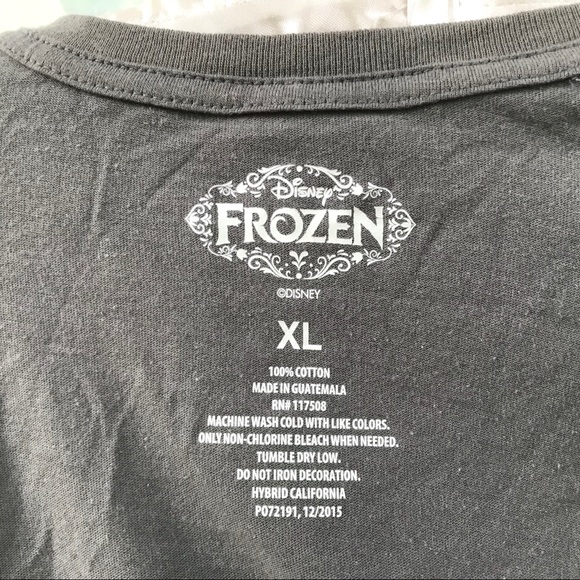 Disney
FROZEN
©DISNEY
XL
100% COTTON
MADE IN GUATEMALA
RN# 117508
MACHINE WASH COLD WITH LIKE COLORS.
ONLY NON-CHLORINE BLEACH WHEN NEEDED.
TUMBLE DRY LOW.
DO NOT IRON DECORATION.
HYBRID CALIFORNIA
PO72191, 12/2015